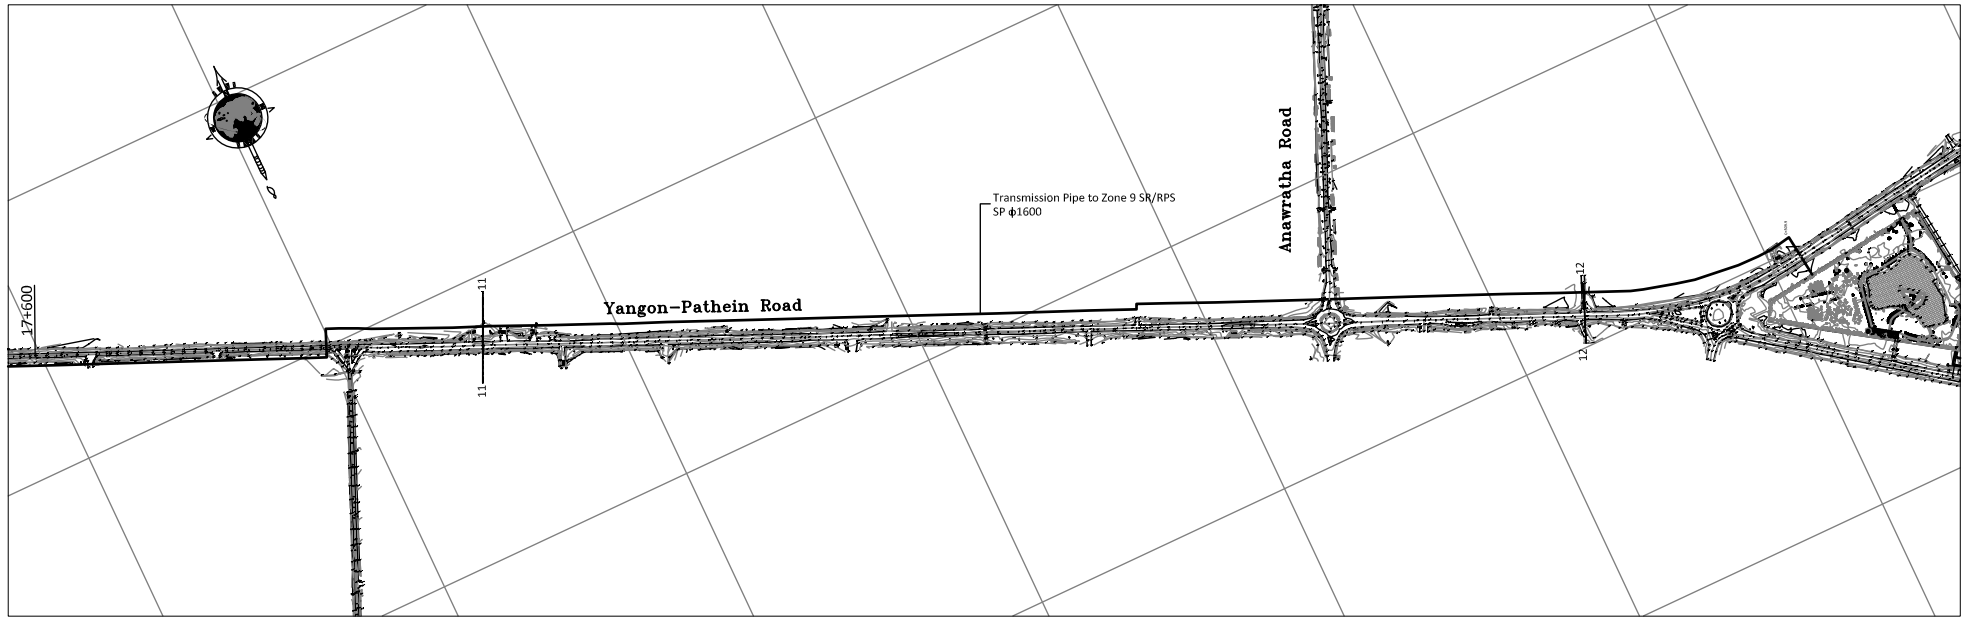 Transmission Pipe to Zone 9 SR/RPS
SP ϕ1600
Anawratha Road
17+600
11
Yangon-Pathein Road
12
11
12